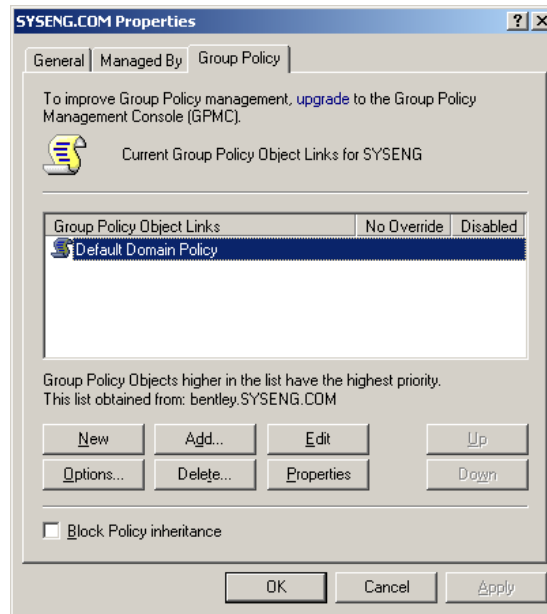 SYSENG.COM Properties
General Managed By Group Policy
To improve Group Policy management, upgrade to the Group Policy
Management Console (GPMC).
Current Group Policy Object Links for SYSENG
Group Policy Object Links No Override Disabled
Default Domain Policy
Group Policy Objects higher in the list have the highest priority.
This list obtained from: bentley.SYSENG.COM
New Add... Edit Up
Options... Delete... Properties Down
Block Policy inheritance
OK Cancel Apply